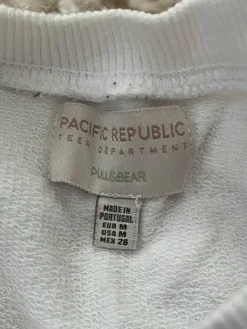 PACIFIC REPUBLIC
TEEN DEPARTMENT
PULL&BEAR
MADE IN
PORTUGAL
EUR M
USA M
MEX 28